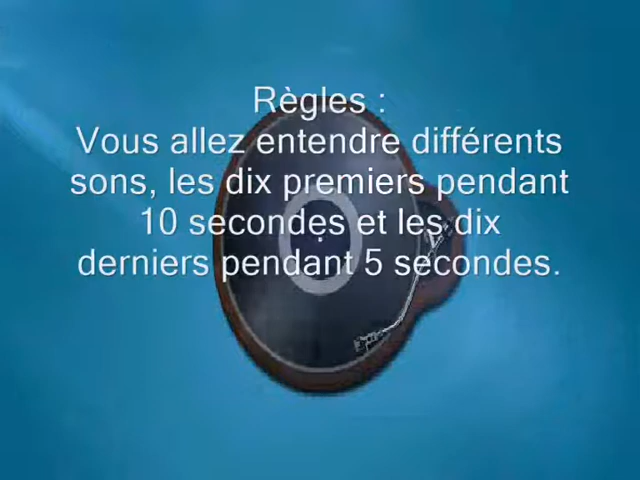 Règles :
Vous allez entendre différents
sons, les dix premiers pendant
10 secondes et les dix
derniers pendant 5 secondes.